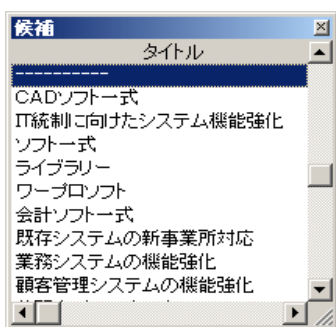 候補
タイトル
----------
CADソフト一式
IT統制に向けたシステム機能強化
ソフト一式
ライブラリー
ワープロソフト
会計ソフト一式
既存システムの新事業所対応
業務システムの機能強化
顧客管理システムの機能強化